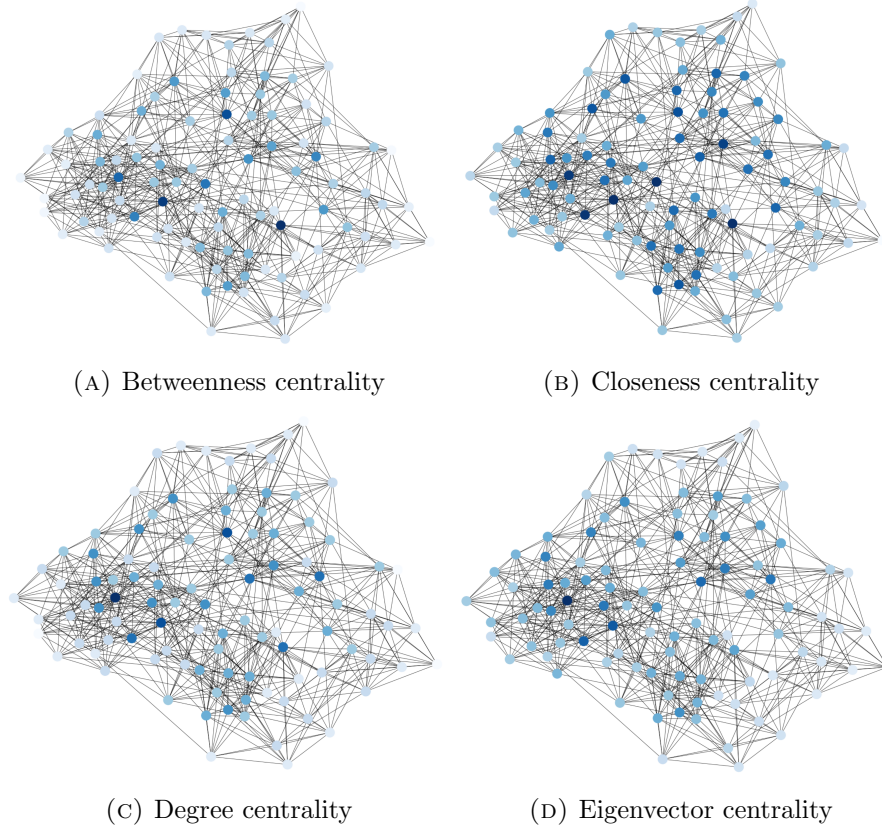 (A) Betweenness centrality
(B) Closeness centrality
(C) Degree centrality
(D) Eigenvector centrality